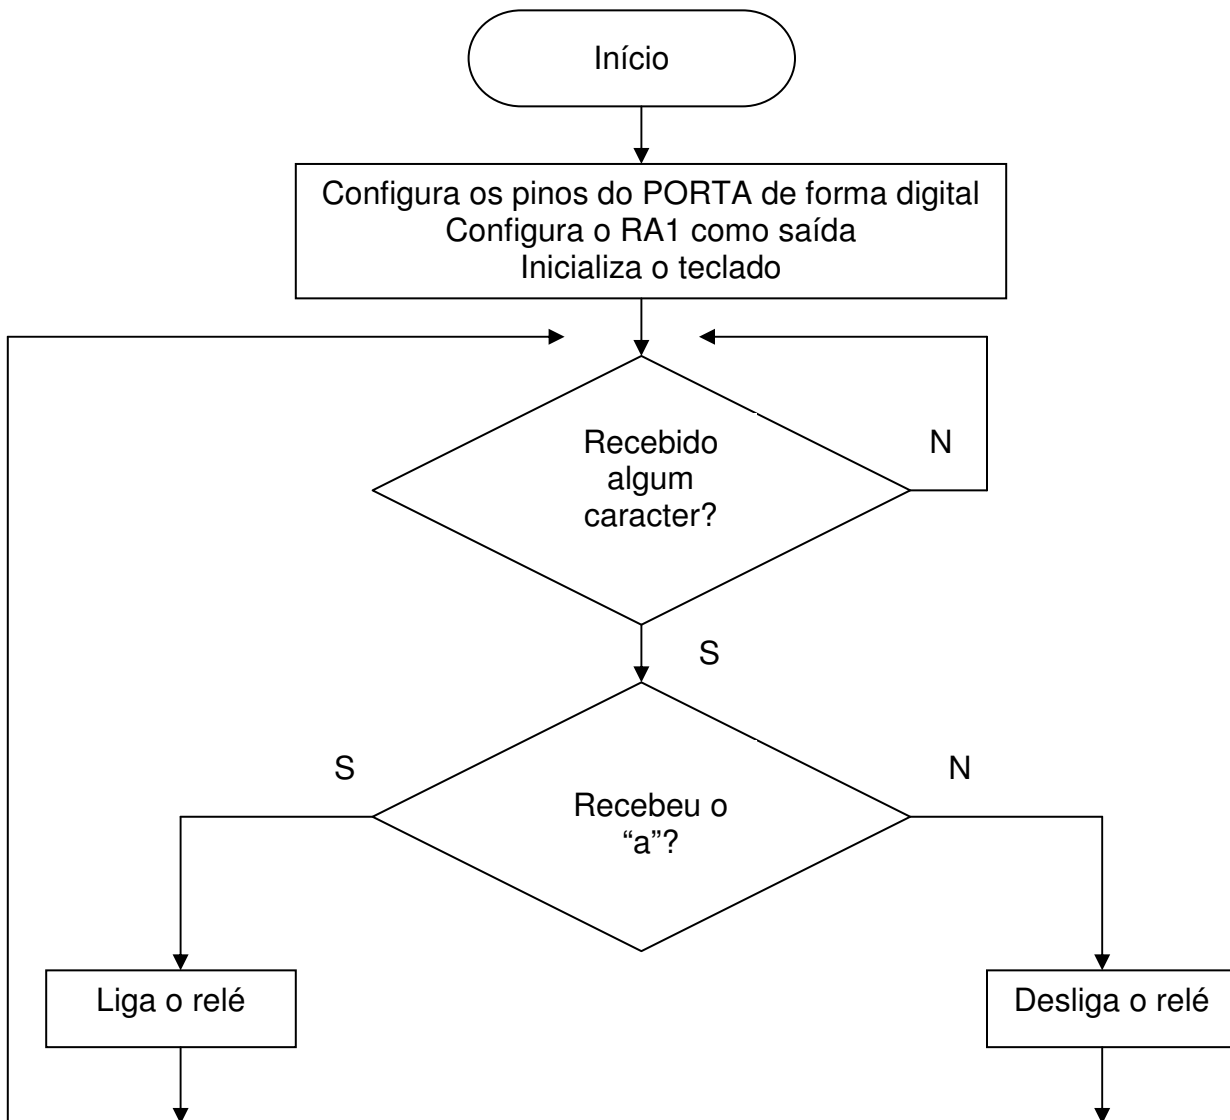 Início
Configura os pinos do PORTA de forma digital
Configura o RA1 como saída
Inicializa o teclado
Recebido
algum
caracter?
N
S
S
N
Recebeu o
“a”?
Liga o relé
Desliga o relé